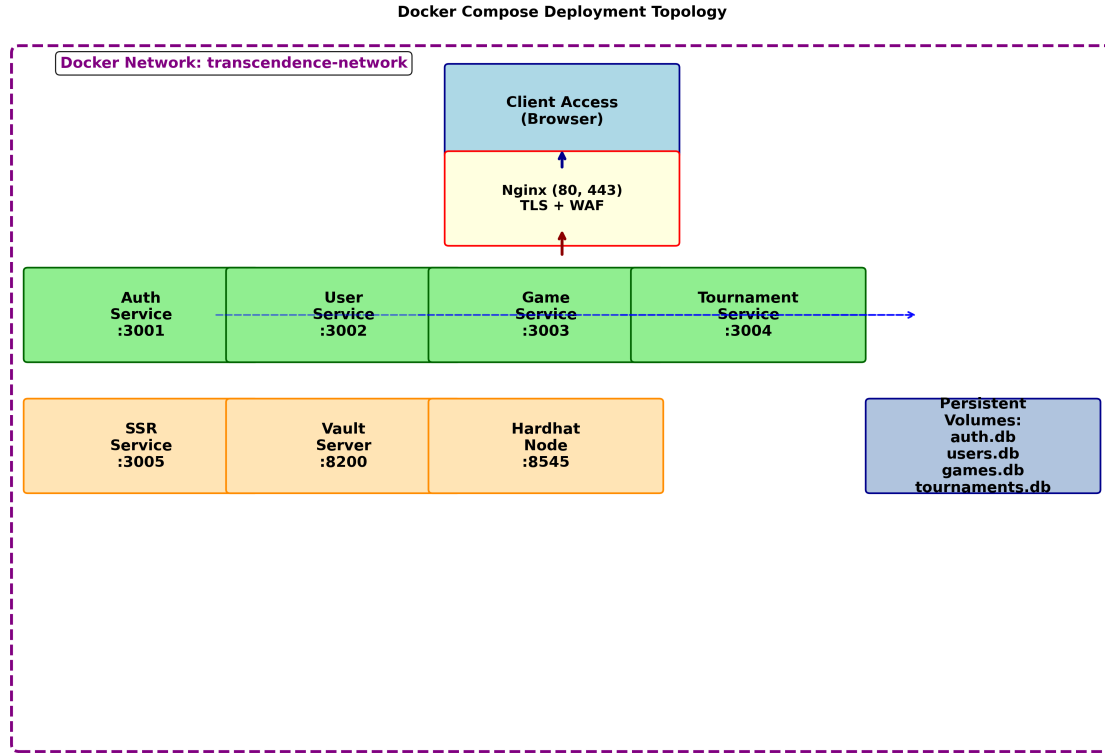 Docker Compose Deployment Topology
Docker Network: transcendence-network
Client Access
(Browser)
Nginx (80, 443)
TLS + WAF
Auth
Service
:3001
User
Service
:3002
Game
Service
:3003
Tournament
Service
:3004
SSR
Service
:3005
Vault
Server
:8200
Hardhat
Node
:8545
Persistent
Volumes:
auth.db
users.db
games.db
tournaments.db